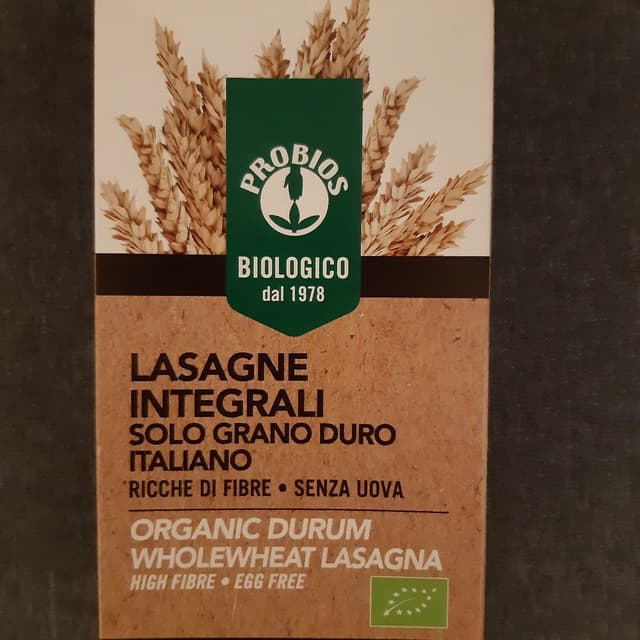 PROBIOS
BIOLOGICO
dal 1978
LASAGNE
INTEGRALI
SOLO GRANO DURO
ITALIANO
RICCHE DI FIBRE • SENZA UOVA
ORGANIC DURUM
WHOLEWHEAT LASAGNA
HIGH FIBRE • EGG FREE